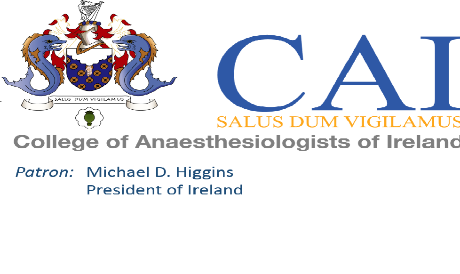 SALUS DUM VIGILAMUS
CAI
SALUS DUM VIGILAMUS
College of Anaesthesiologists of Ireland
Patron: Michael D. Higgins
President of Ireland